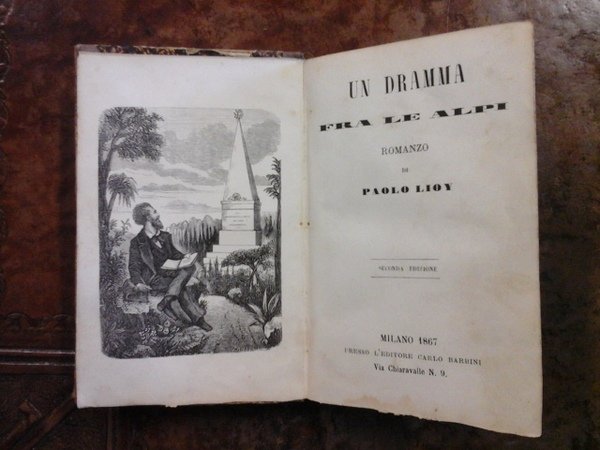 UN DRAMMA
FRA LE ALPI
ROMANZO
DI
PAOLO LIOY
SECONDA EDIZIONE
MILANO 1867
PRESSO L'EDITORE CARLO BARBINI
Via Chiaravalle N. 9.